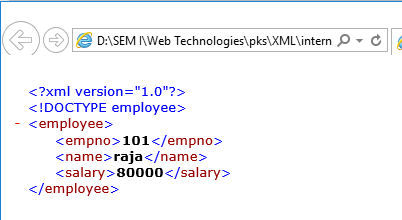 D:\SEM I\Web Technologies\pks\XML\intern
<?xml version="1.0"?>
<!DOCTYPE employee>
- <employee>
<empno>101</empno>
<name>raja</name>
<salary>80000</salary>
</employee>